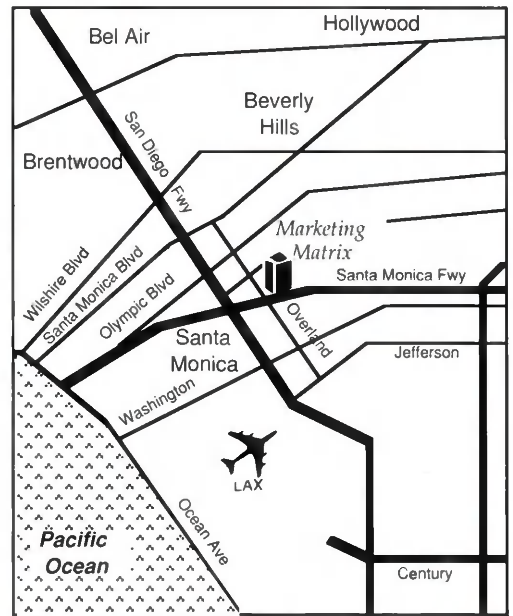 Hollywood
Bel Air
Beverly
Hills
San Diego Fwy
Brentwood
Marketing
Matrix
Wilshire Blvd
Santa Monica Blvd
Olympic Blvd
Santa Monica Fwy
Santa
Monica
Overland
Jefferson
Washington
LAX
Ocean Ave
Pacific
Ocean
Century